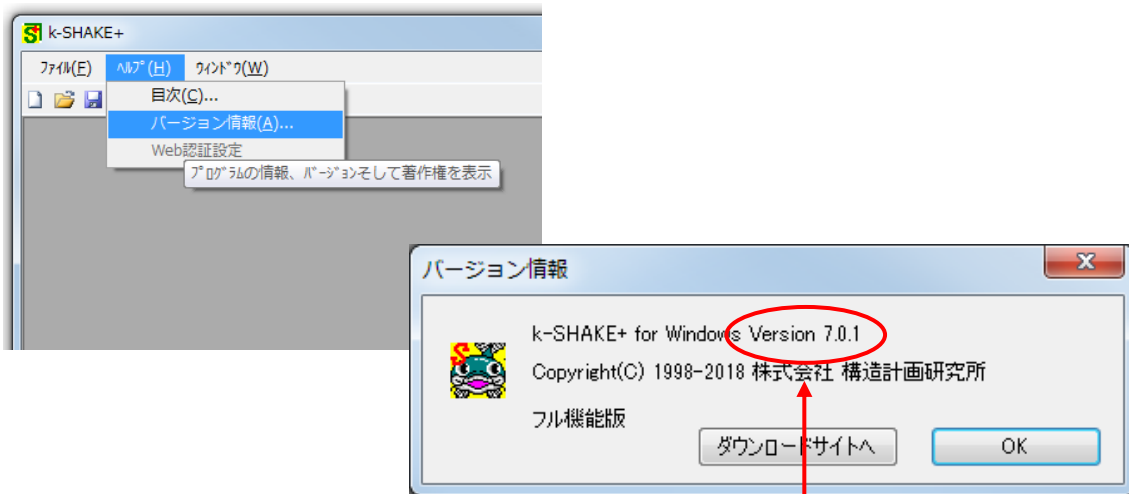 k-SHAKE+
ﾌｧｲﾙ(F) ﾍﾙﾌﾟ(H) ｳｨﾝﾄﾞｳ(W)
目次(C)...
バージョン情報(A)...
Web認証設定
ﾌﾟﾛｸﾞﾗﾑの情報、ﾊﾞｰｼﾞｮﾝそして著作権を表示
バージョン情報
k-SHAKE+ for Windows Version 7.0.1
Copyright(C) 1998-2018 株式会社 構造計画研究所
フル機能版
ダウンロードサイトへ OK